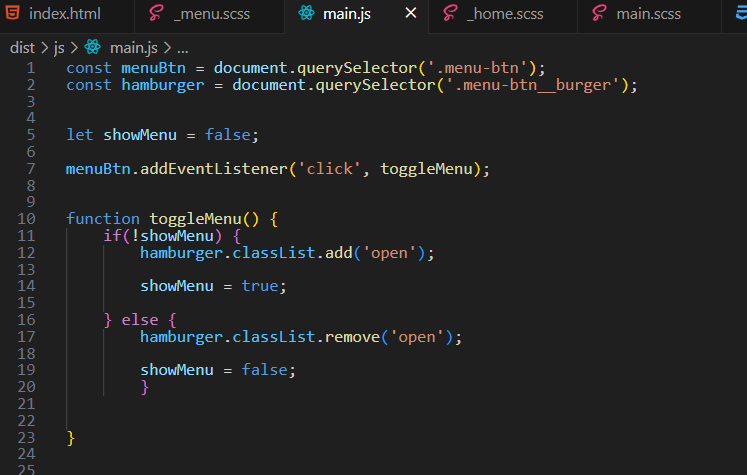 index.html _menu.scss main.js × _home.scss main.scss
dist > js > main.js > ...
1 const menuBtn = document.querySelector('.menu-btn');
2 const hamburger = document.querySelector('.menu-btn__burger');
3
4
5 let showMenu = false;
6
7 menuBtn.addEventListener('click', toggleMenu);
8
9
10 function toggleMenu() {
11     if(!showMenu) {
12         hamburger.classList.add('open');
13
14         showMenu = true;
15
16     } else {
17         hamburger.classList.remove('open');
18
19         showMenu = false;
20         }
21
22
23 }
24
25